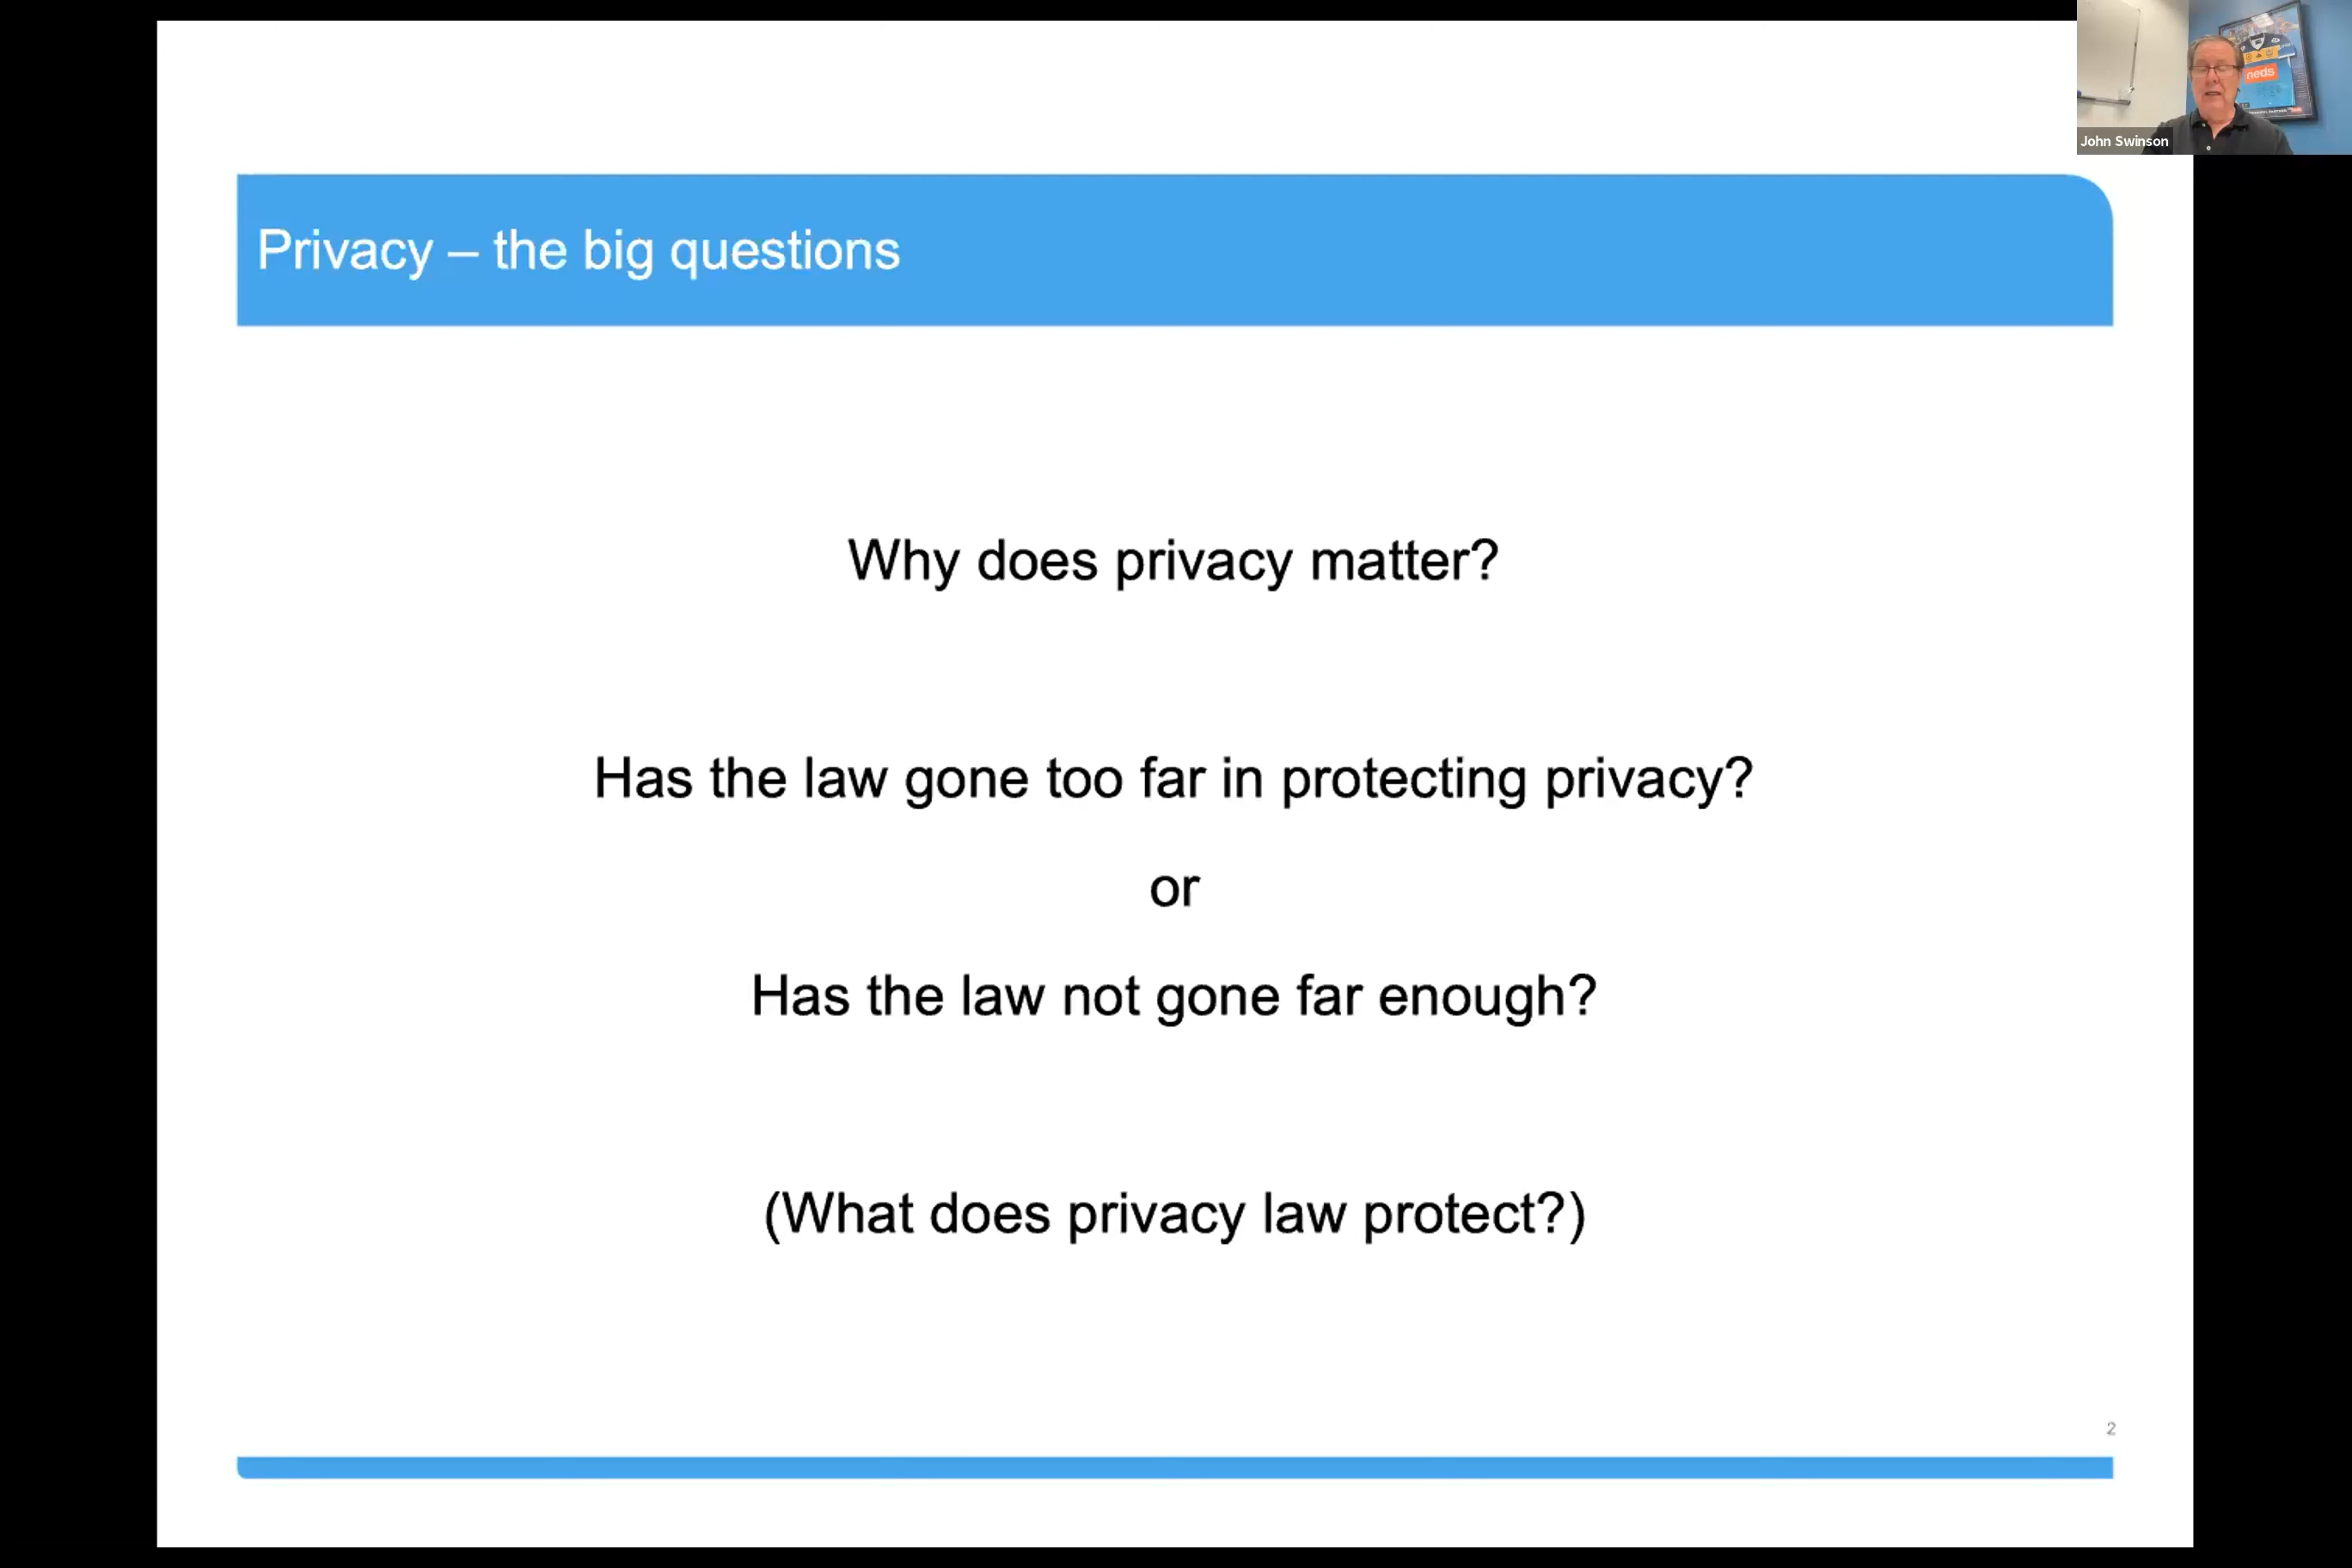 neds
John Swinson
Privacy – the big questions
Why does privacy matter?
Has the law gone too far in protecting privacy?
or
Has the law not gone far enough?
(What does privacy law protect?)
2